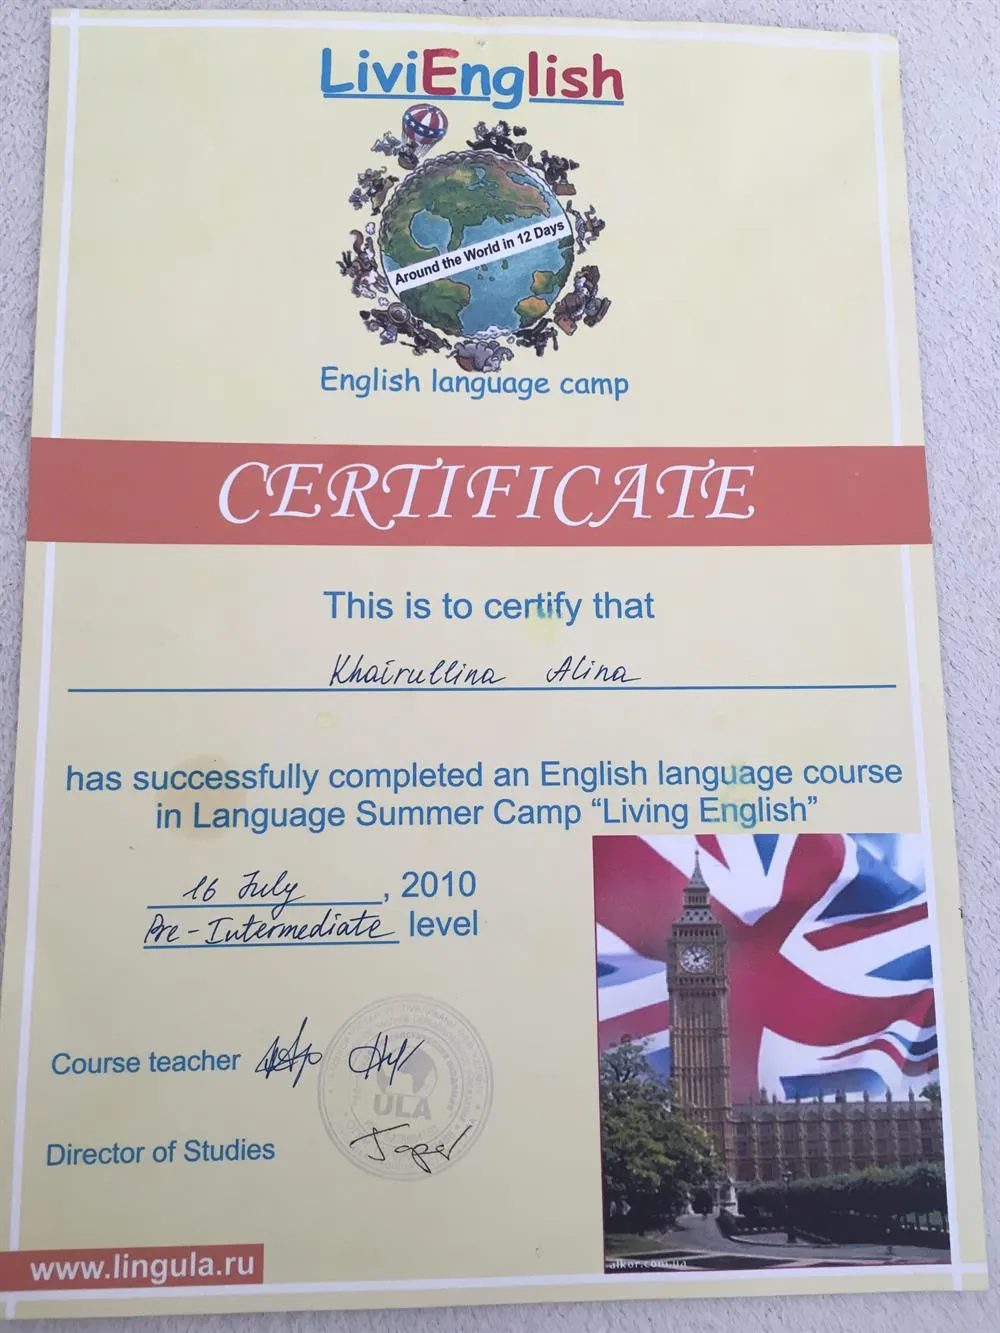 LiviEnglish
Around the World in 12 Days
English language camp
CERTIFICATE
This is to certify that
Khairullina Alina
has successfully completed an English language course
in Language Summer Camp “Living English”
16 July, 2010
Pre-Intermediate level
Course teacher
ULA
Director of Studies
www.lingula.ru
alkor.com.ua